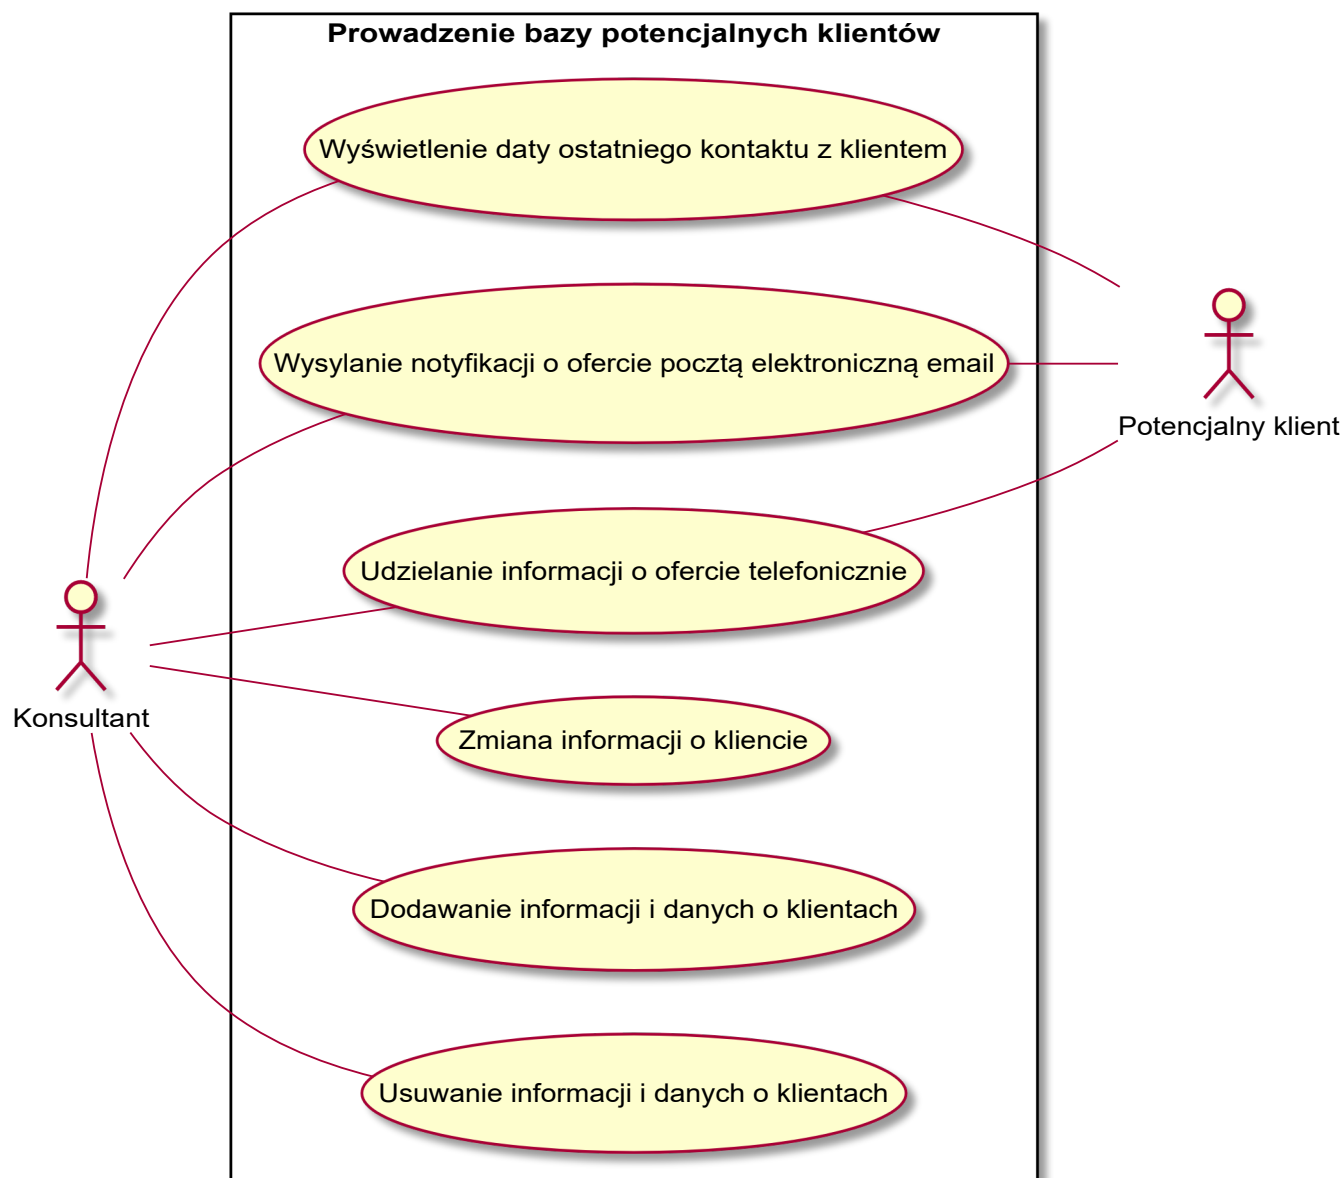 Prowadzenie bazy potencjalnych klientów
Wyświetlenie daty ostatniego kontaktu z klientem
Wysylanie notyfikacji o ofercie pocztą elektroniczną email
Potencjalny klient
Udzielanie informacji o ofercie telefonicznie
Konsultant
Zmiana informacji o kliencie
Dodawanie informacji i danych o klientach
Usuwanie informacji i danych o klientach